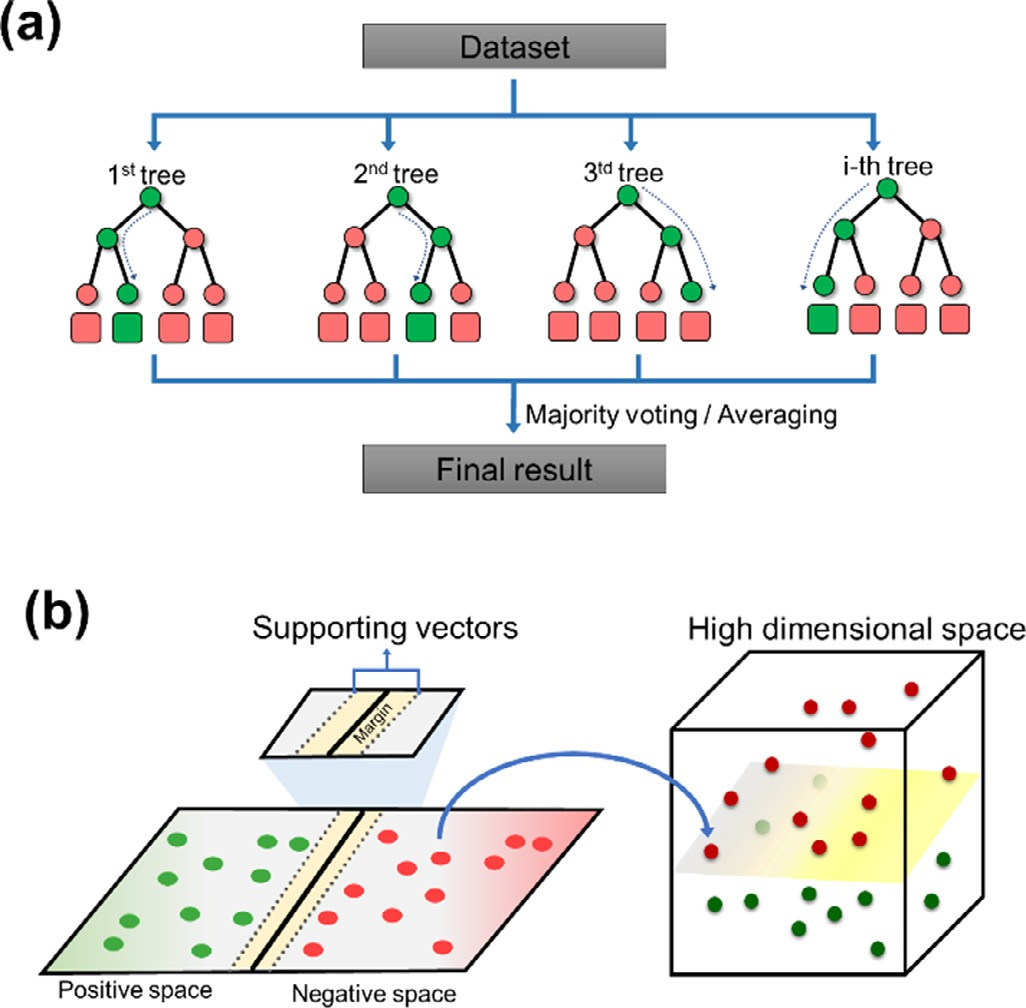 (a)
Dataset
1st tree
2nd tree
3td tree
i-th tree
Majority voting / Averaging
Final result
(b)
Supporting vectors
High dimensional space
Margin
Positive space
Negative space